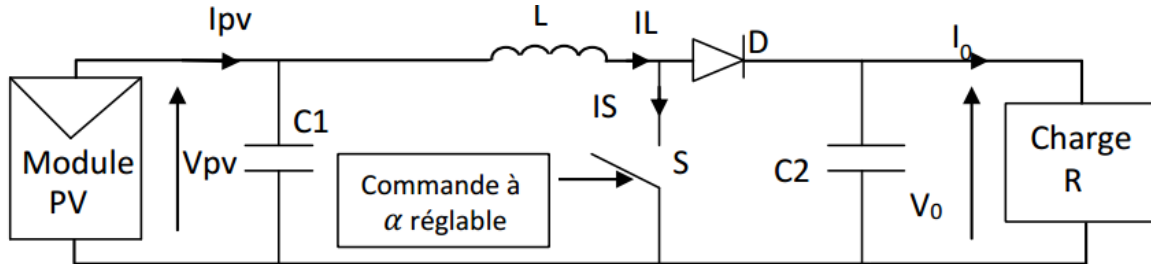 Ipv
L
IL
D
I₀
IS
C1
Module
PV
Vpv
Commande à
α réglable
S
C2
V₀
Charge
R